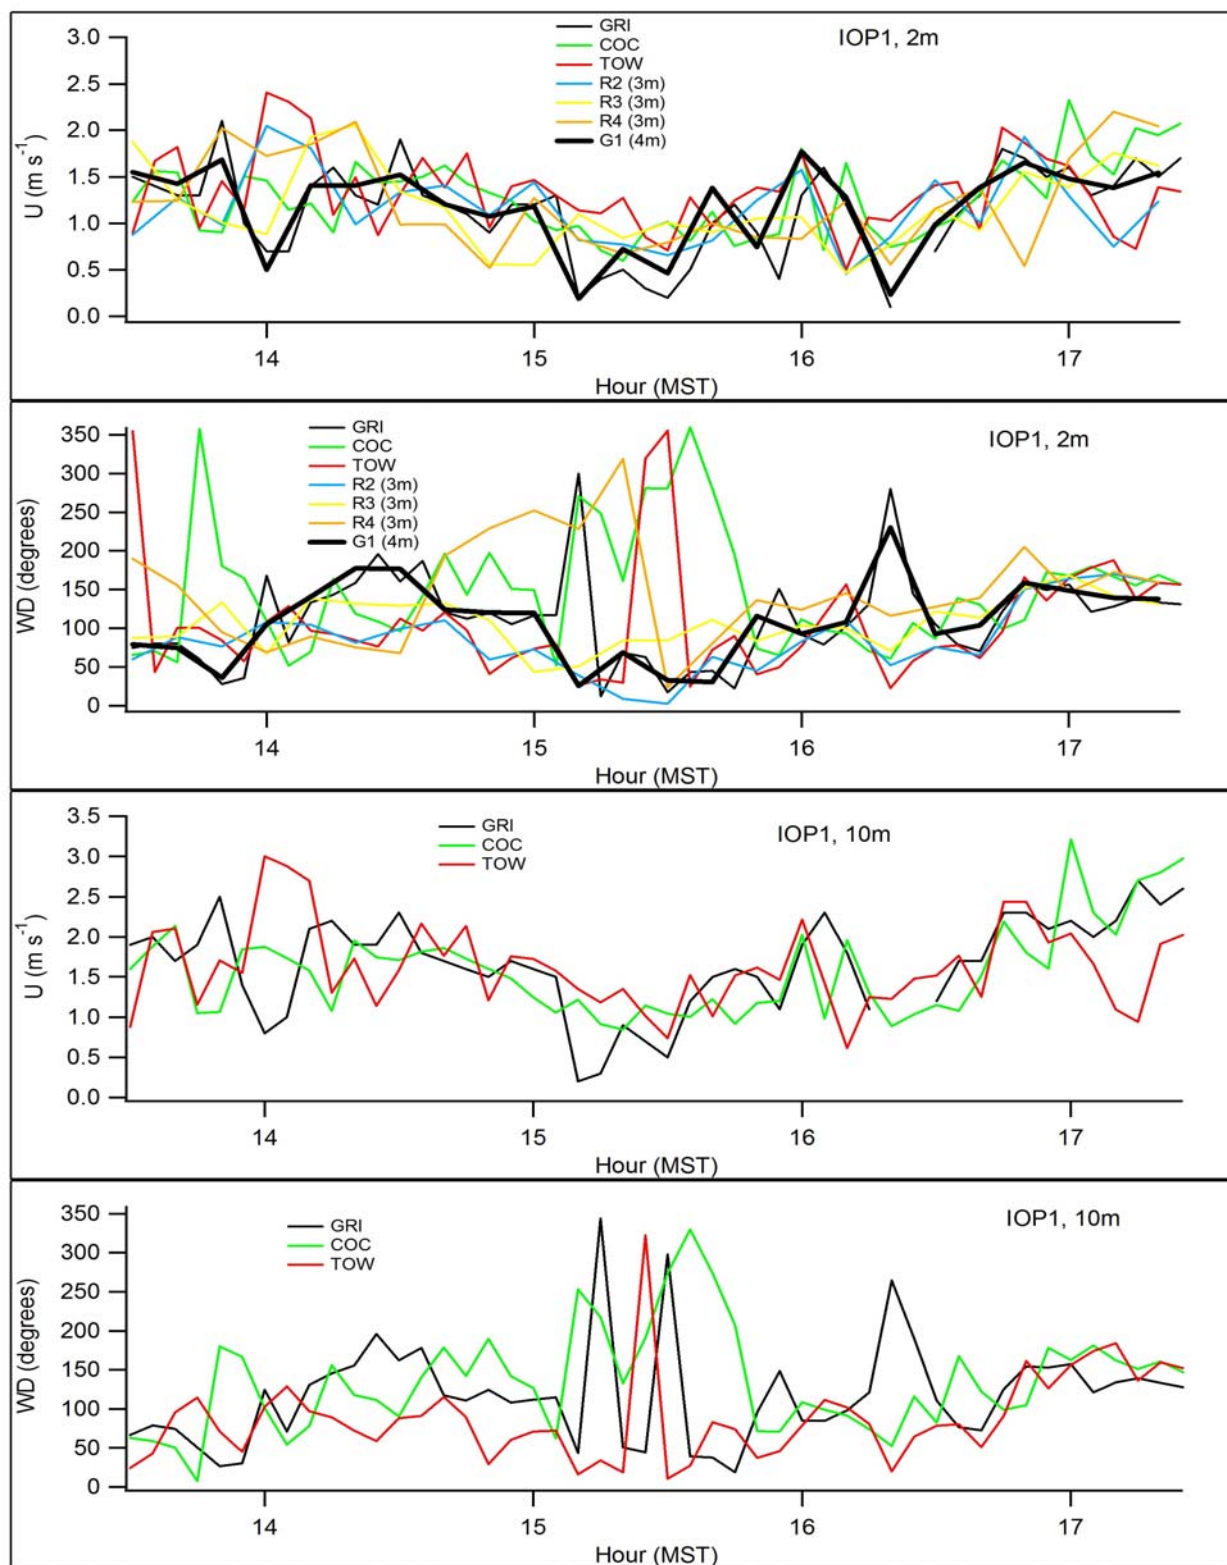 GRI
COC
TOW
R2 (3m)
R3 (3m)
R4 (3m)
G1 (4m)
IOP1, 2m
3.0
2.5
2.0
1.5
1.0
0.5
0.0
U (m s⁻¹)
14 15 16 17
Hour (MST)
GRI
COC
TOW
R2 (3m)
R3 (3m)
R4 (3m)
G1 (4m)
IOP1, 2m
350
300
250
200
150
100
50
0
WD (degrees)
14 15 16 17
Hour (MST)
GRI
COC
TOW
IOP1, 10m
3.5
3.0
2.5
2.0
1.5
1.0
0.5
0.0
U (m s⁻¹)
14 15 16 17
Hour (MST)
GRI
COC
TOW
IOP1, 10m
350
300
250
200
150
100
50
0
WD (degrees)
14 15 16 17
Hour (MST)